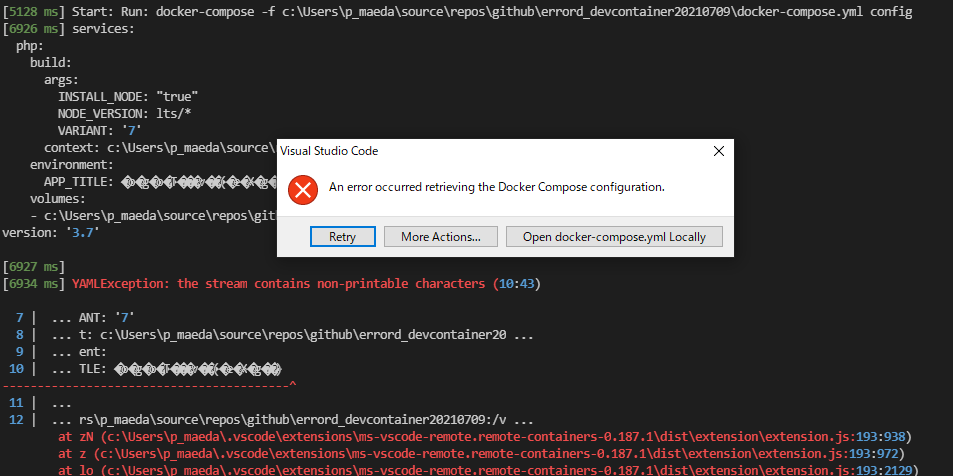 [5128 ms] Start: Run: docker-compose -f c:\Users\p_maeda\source\repos\github\errord_devcontainer20210709\docker-compose.yml config
[6926 ms] services:
php:
build:
args:
INSTALL_NODE: "true"
NODE_VERSION: lts/*
VARIANT: '7'
context: c:\Users\p_maeda\source\
environment:
APP_TITLE:
volumes:
- c:\Users\p_maeda\source\repos\git
version: '3.7'
Visual Studio Code
An error occurred retrieving the Docker Compose configuration.
Retry
More Actions...
Open docker-compose.yml Locally
[6927 ms]
[6934 ms] YAMLException: the stream contains non-printable characters (10:43)
7 | ... ANT: '7'
8 | ... t: c:\Users\p_maeda\source\repos\github\errord_devcontainer20 ...
9 | ... ent:
10 | ... TLE:
---------------------------------------^
11 | ...
12 | ... rs\p_maeda\source\repos\github\errord_devcontainer20210709:/v ...
at zN (c:\Users\p_maeda\.vscode\extensions\ms-vscode-remote.remote-containers-0.187.1\dist\extension\extension.js:193:938)
at z (c:\Users\p_maeda\.vscode\extensions\ms-vscode-remote.remote-containers-0.187.1\dist\extension\extension.js:193:972)
at lo (c:\Users\p_maeda\.vscode\extensions\ms-vscode-remote.remote-containers-0.187.1\dist\extension\extension.js:193:2129)